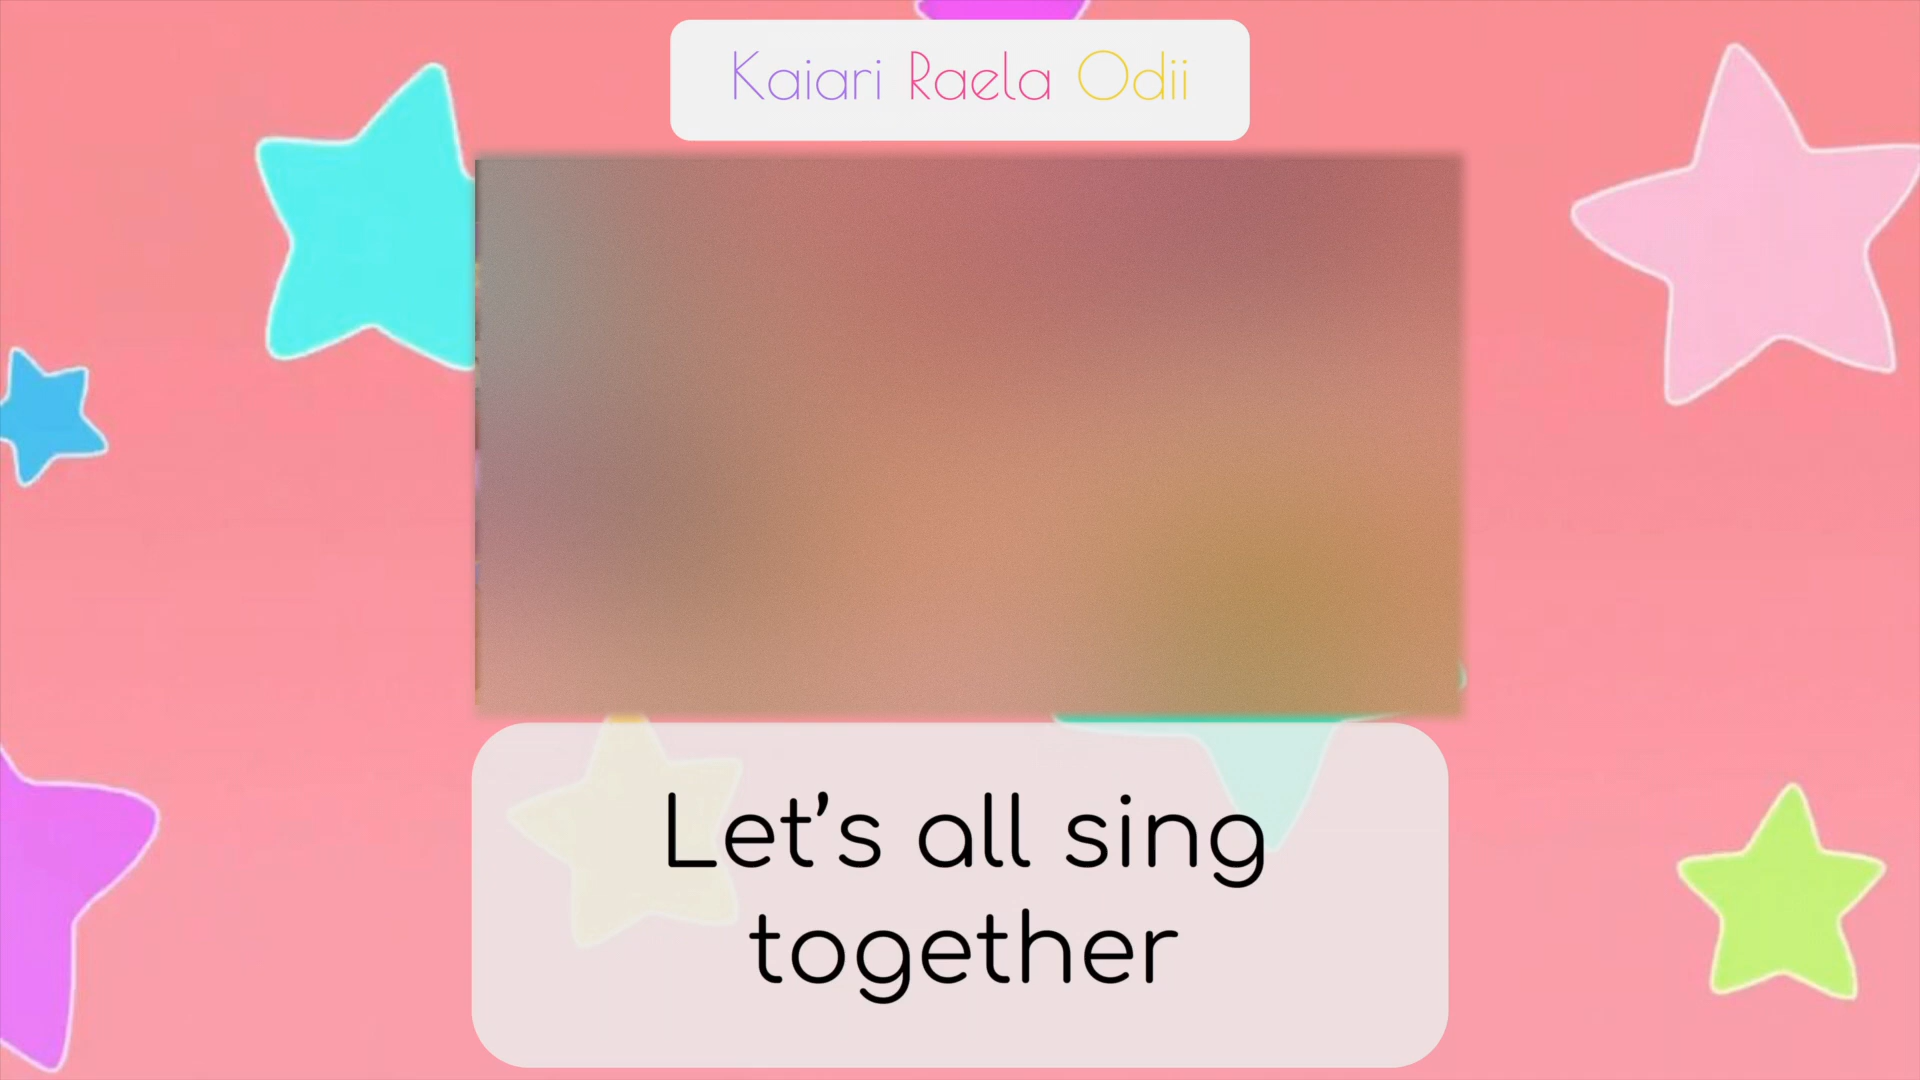 Kaiari Raela Odii
Let’s all sing
together